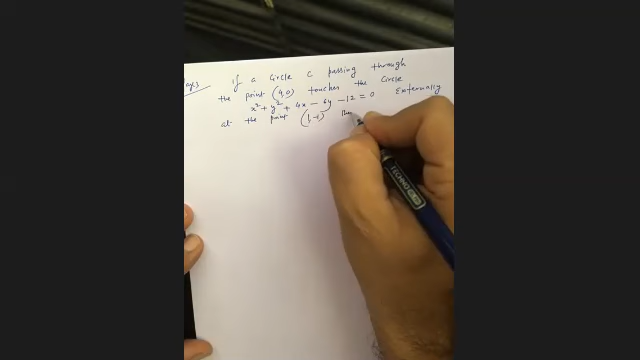 If a circle C passing through
the point (4,0) touches the circle
x² + y² + 4x - 6y - 12 = 0 Externally
at the point (1,-1) then